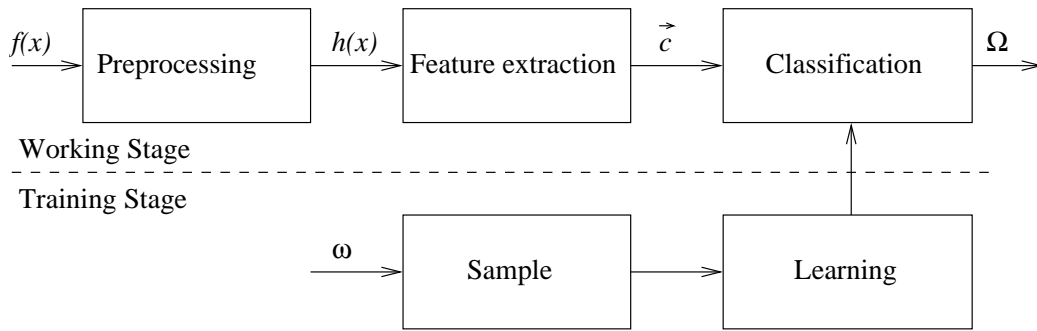 f(x)
Preprocessing
h(x)
Feature extraction
→c
Classification
Ω
Working Stage
Training Stage
ω
Sample
Learning